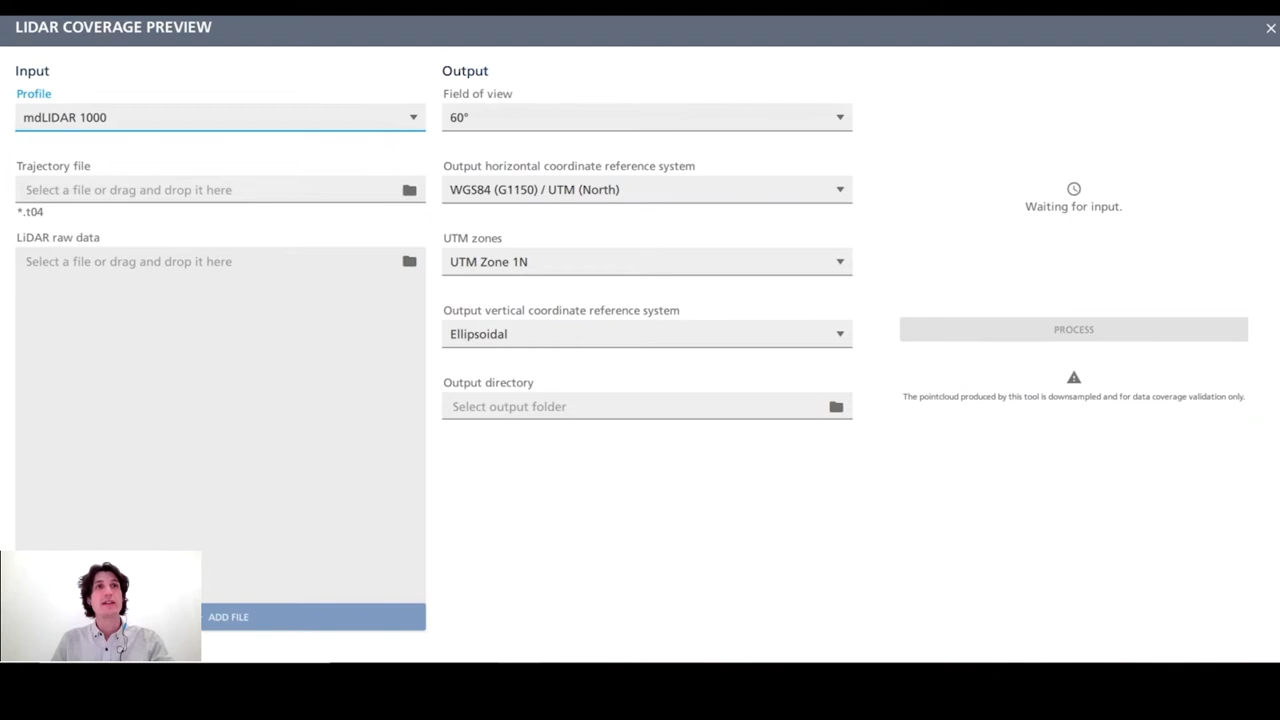 LIDAR COVERAGE PREVIEW
Input
Profile
mdLIDAR 1000
Trajectory file
Select a file or drag and drop it here
*.t04
LiDAR raw data
Select a file or drag and drop it here
ADD FILE
Output
Field of view
60°
Output horizontal coordinate reference system
WGS84 (G1150) / UTM (North)
UTM zones
UTM Zone 1N
Output vertical coordinate reference system
Ellipsoidal
Output directory
Select output folder
Waiting for input.
PROCESS
The pointcloud produced by this tool is downsampled and for data coverage validation only.